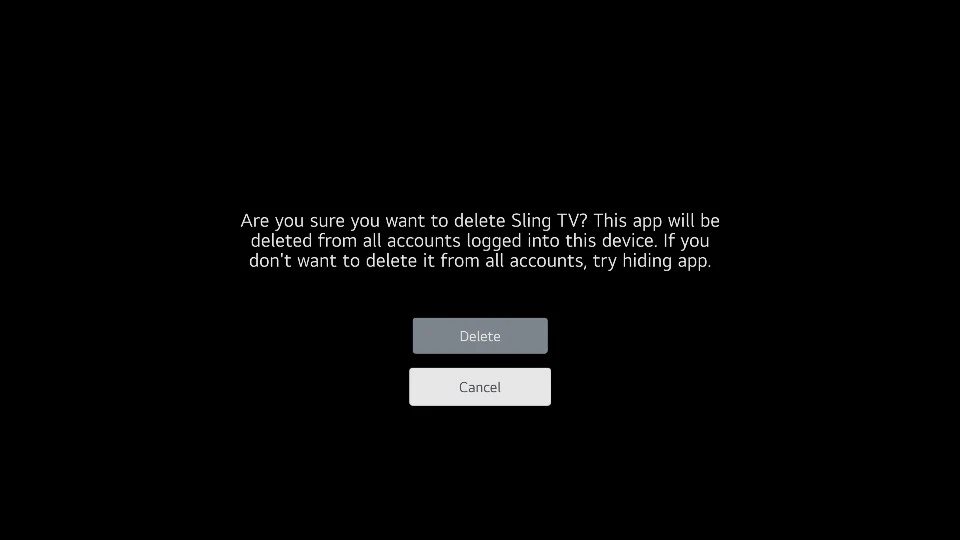 Are you sure you want to delete Sling TV? This app will be
deleted from all accounts logged into this device. If you
don't want to delete it from all accounts, try hiding app.
Delete
Cancel